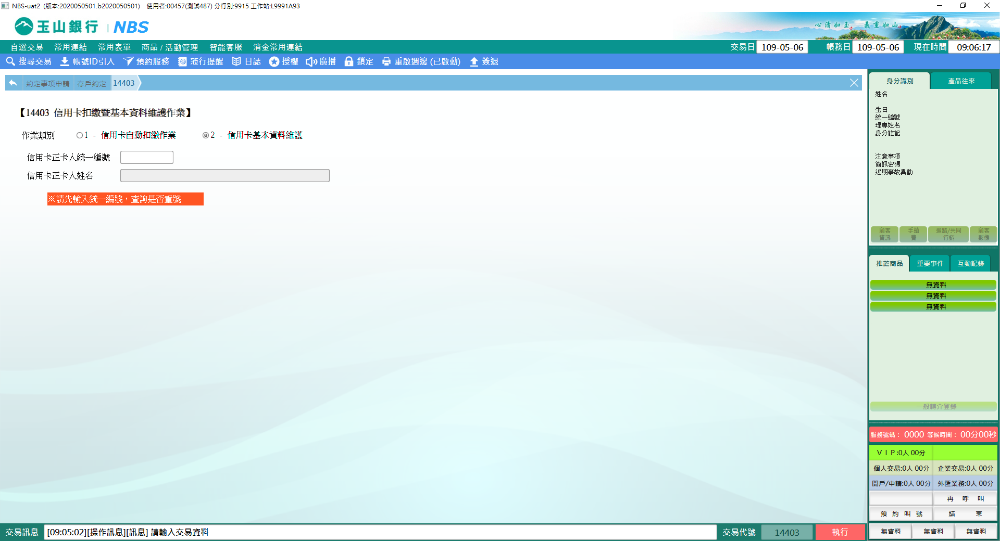 NBS-uat2 (版本:2020050501.b2020050501) 使用者:00457(測試487) 分行別:9915 工作站:L9991A93
玉山銀行 | NBS
心清如玉。 義重如山。
自選交易 常用連結 常用表單 商品 / 活動管理 智能客服 消金常用連結 交易日 109-05-06 帳務日 109-05-06 現在時間 09:06:17
搜尋交易 帳號ID引入 預約服務 蒞行提醒 日誌 授權 廣播 鎖定 重啟週邊 (已啟動) 簽退
約定事項申請 存戶約定 14403
【14403 信用卡扣繳暨基本資料維護作業】
作業類別 1 - 信用卡自動扣繳作業 2 - 信用卡基本資料維護
信用卡正卡人統一編號
信用卡正卡人姓名
※請先輸入統一編號，查詢是否重號
身分識別 產品往來
姓名
生日
統一編號
理專姓名
身分註記
注意事項
簡訊密碼
近期事故異動
顧客資訊 手續費 通路/共同行銷 顧客影像
推薦商品 重要事件 互動記錄
無資料
無資料
無資料
一般轉介登錄
服務號碼： 0000 等候時間： 00分00秒
ＶＩＰ:0人 00分
個人交易:0人 00分 企業交易:0人 00分
開戶/申請:0人 00分 外匯業務:0人 00分
再 呼 叫
預 約 叫 號 結 束
無資料 無資料 無資料
交易訊息 [09:05:02][操作訊息][訊息] 請輸入交易資料 交易代號 14403 執行